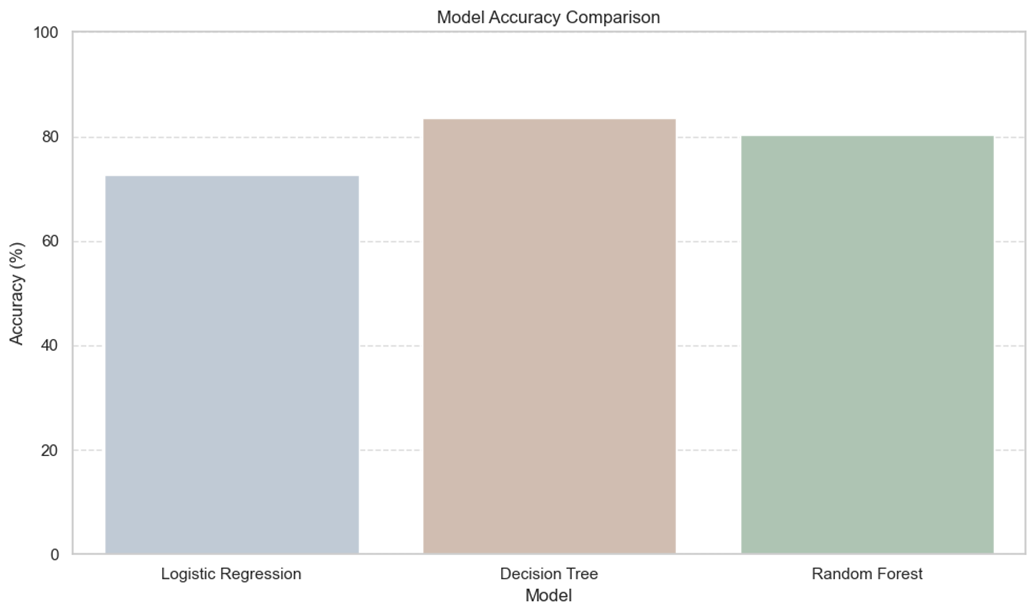 Model Accuracy Comparison
100
80
60
40
20
0
Accuracy (%)
Logistic Regression
Decision Tree
Random Forest
Model